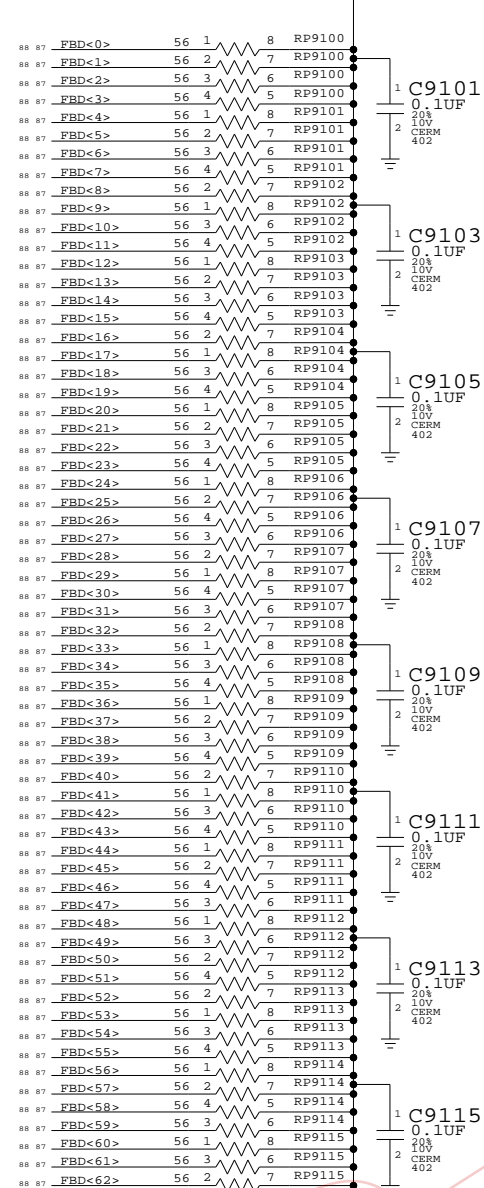 88 87 FBD<0> 56 1 8 RP9100
88 87 FBD<1> 56 2 7 RP9100
88 87 FBD<2> 56 3 6 RP9100
88 87 FBD<3> 56 4 5 RP9100
88 87 FBD<4> 56 1 8 RP9101
88 87 FBD<5> 56 2 7 RP9101
88 87 FBD<6> 56 3 6 RP9101
88 87 FBD<7> 56 4 5 RP9101
88 87 FBD<8> 56 2 7 RP9102
88 87 FBD<9> 56 1 8 RP9102
88 87 FBD<10> 56 3 6 RP9102
88 87 FBD<11> 56 4 5 RP9102
88 87 FBD<12> 56 1 8 RP9103
88 87 FBD<13> 56 2 7 RP9103
88 87 FBD<14> 56 3 6 RP9103
88 87 FBD<15> 56 4 5 RP9103
88 87 FBD<16> 56 2 7 RP9104
88 87 FBD<17> 56 1 8 RP9104
88 87 FBD<18> 56 3 6 RP9104
88 87 FBD<19> 56 4 5 RP9104
88 87 FBD<20> 56 1 8 RP9105
88 87 FBD<21> 56 2 7 RP9105
88 87 FBD<22> 56 3 6 RP9105
88 87 FBD<23> 56 4 5 RP9105
88 87 FBD<24> 56 1 8 RP9106
88 87 FBD<25> 56 2 7 RP9106
88 87 FBD<26> 56 4 5 RP9106
88 87 FBD<27> 56 3 6 RP9106
88 87 FBD<28> 56 2 7 RP9107
88 87 FBD<29> 56 1 8 RP9107
88 87 FBD<30> 56 4 5 RP9107
88 87 FBD<31> 56 3 6 RP9107
88 87 FBD<32> 56 2 7 RP9108
88 87 FBD<33> 56 1 8 RP9108
88 87 FBD<34> 56 3 6 RP9108
88 87 FBD<35> 56 4 5 RP9108
88 87 FBD<36> 56 1 8 RP9109
88 87 FBD<37> 56 2 7 RP9109
88 87 FBD<38> 56 3 6 RP9109
88 87 FBD<39> 56 4 5 RP9109
88 87 FBD<40> 56 2 7 RP9110
88 87 FBD<41> 56 1 8 RP9110
88 87 FBD<42> 56 3 6 RP9110
88 87 FBD<43> 56 4 5 RP9110
88 87 FBD<44> 56 1 8 RP9111
88 87 FBD<45> 56 2 7 RP9111
88 87 FBD<46> 56 4 5 RP9111
88 87 FBD<47> 56 3 6 RP9111
88 87 FBD<48> 56 1 8 RP9112
88 87 FBD<49> 56 3 6 RP9112
88 87 FBD<50> 56 2 7 RP9112
88 87 FBD<51> 56 4 5 RP9112
88 87 FBD<52> 56 2 7 RP9113
88 87 FBD<53> 56 1 8 RP9113
88 87 FBD<54> 56 3 6 RP9113
88 87 FBD<55> 56 4 5 RP9113
88 87 FBD<56> 56 1 8 RP9114
88 87 FBD<57> 56 2 7 RP9114
88 87 FBD<58> 56 4 5 RP9114
88 87 FBD<59> 56 3 6 RP9114
88 87 FBD<60> 56 1 8 RP9115
88 87 FBD<61> 56 3 6 RP9115
88 87 FBD<62> 56 2 7 RP9115
1 C9101
0.1UF
20%
10V
2 CERM
402
1 C9103
0.1UF
20%
10V
2 CERM
402
1 C9105
0.1UF
20%
10V
2 CERM
402
1 C9107
0.1UF
20%
10V
2 CERM
402
1 C9109
0.1UF
20%
10V
2 CERM
402
1 C9111
0.1UF
20%
10V
2 CERM
402
1 C9113
0.1UF
20%
10V
2 CERM
402
1 C9115
0.1UF
20%
10V
2 CERM
402